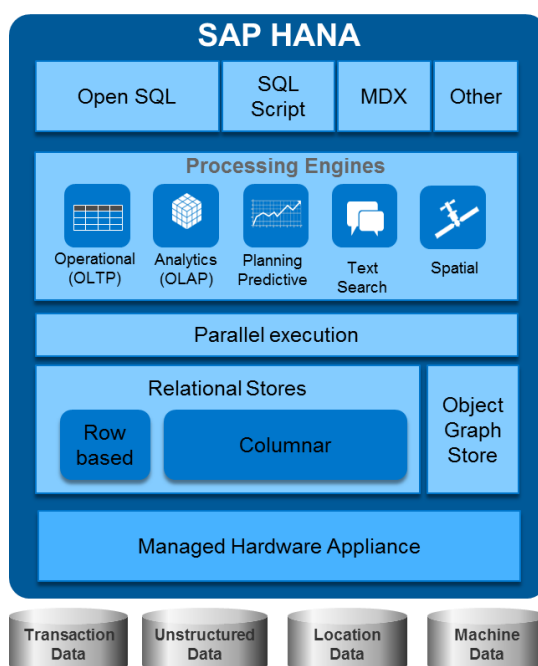 SAP HANA
Open SQL
SQL
Script
MDX
Other
Processing Engines
Operational
(OLTP)
Analytics
(OLAP)
Planning
Predictive
Text
Search
Spatial
Parallel execution
Relational Stores
Row
based
Columnar
Object
Graph
Store
Managed Hardware Appliance
Transaction
Data
Unstructured
Data
Location
Data
Machine
Data